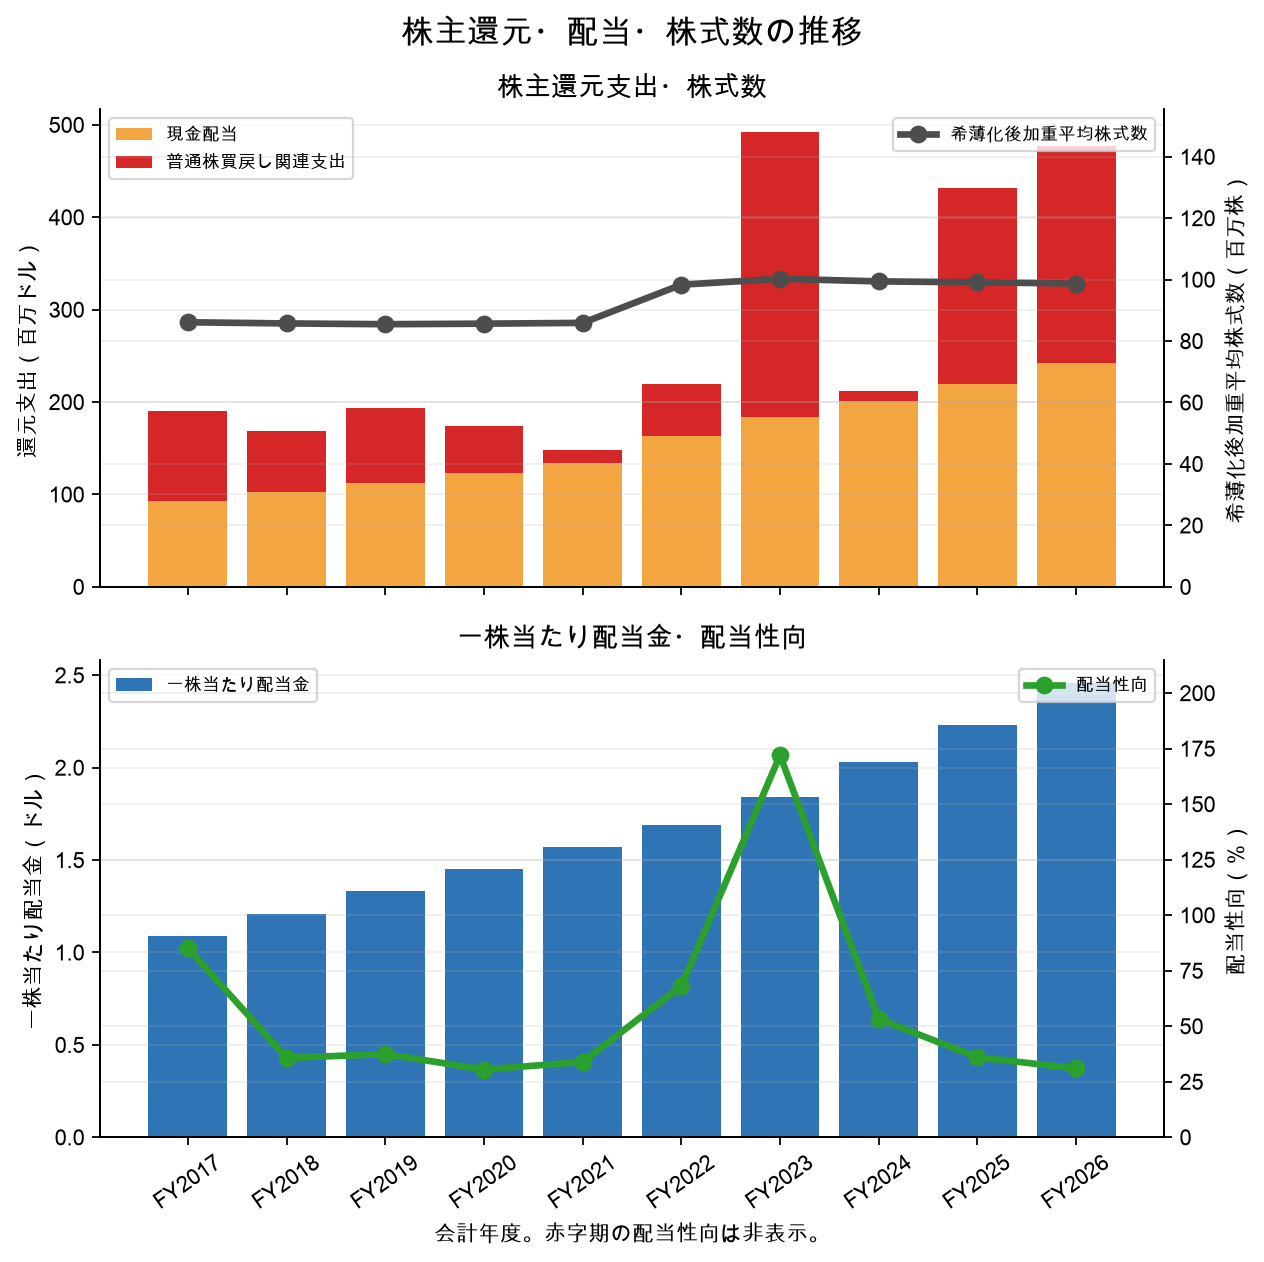 株主還元・配当・株式数の推移
株主還元支出・株式数
現金配当
普通株買戻し関連支出
希薄化後加重平均株式数
還元支出(百万ドル)
500
400
300
200
100
0
140
120
100
80
60
40
20
0
希薄化後加重平均株式数(百万株)
一株当たり配当金・配当性向
一株当たり配当金
配当性向
一株当たり配当金(ドル)
2.5
2.0
1.5
1.0
0.5
0.0
200
175
150
125
100
75
50
25
0
配当性向(%)
FY2017
FY2018
FY2019
FY2020
FY2021
FY2022
FY2023
FY2024
FY2025
FY2026
会計年度。赤字期の配当性向は非表示。